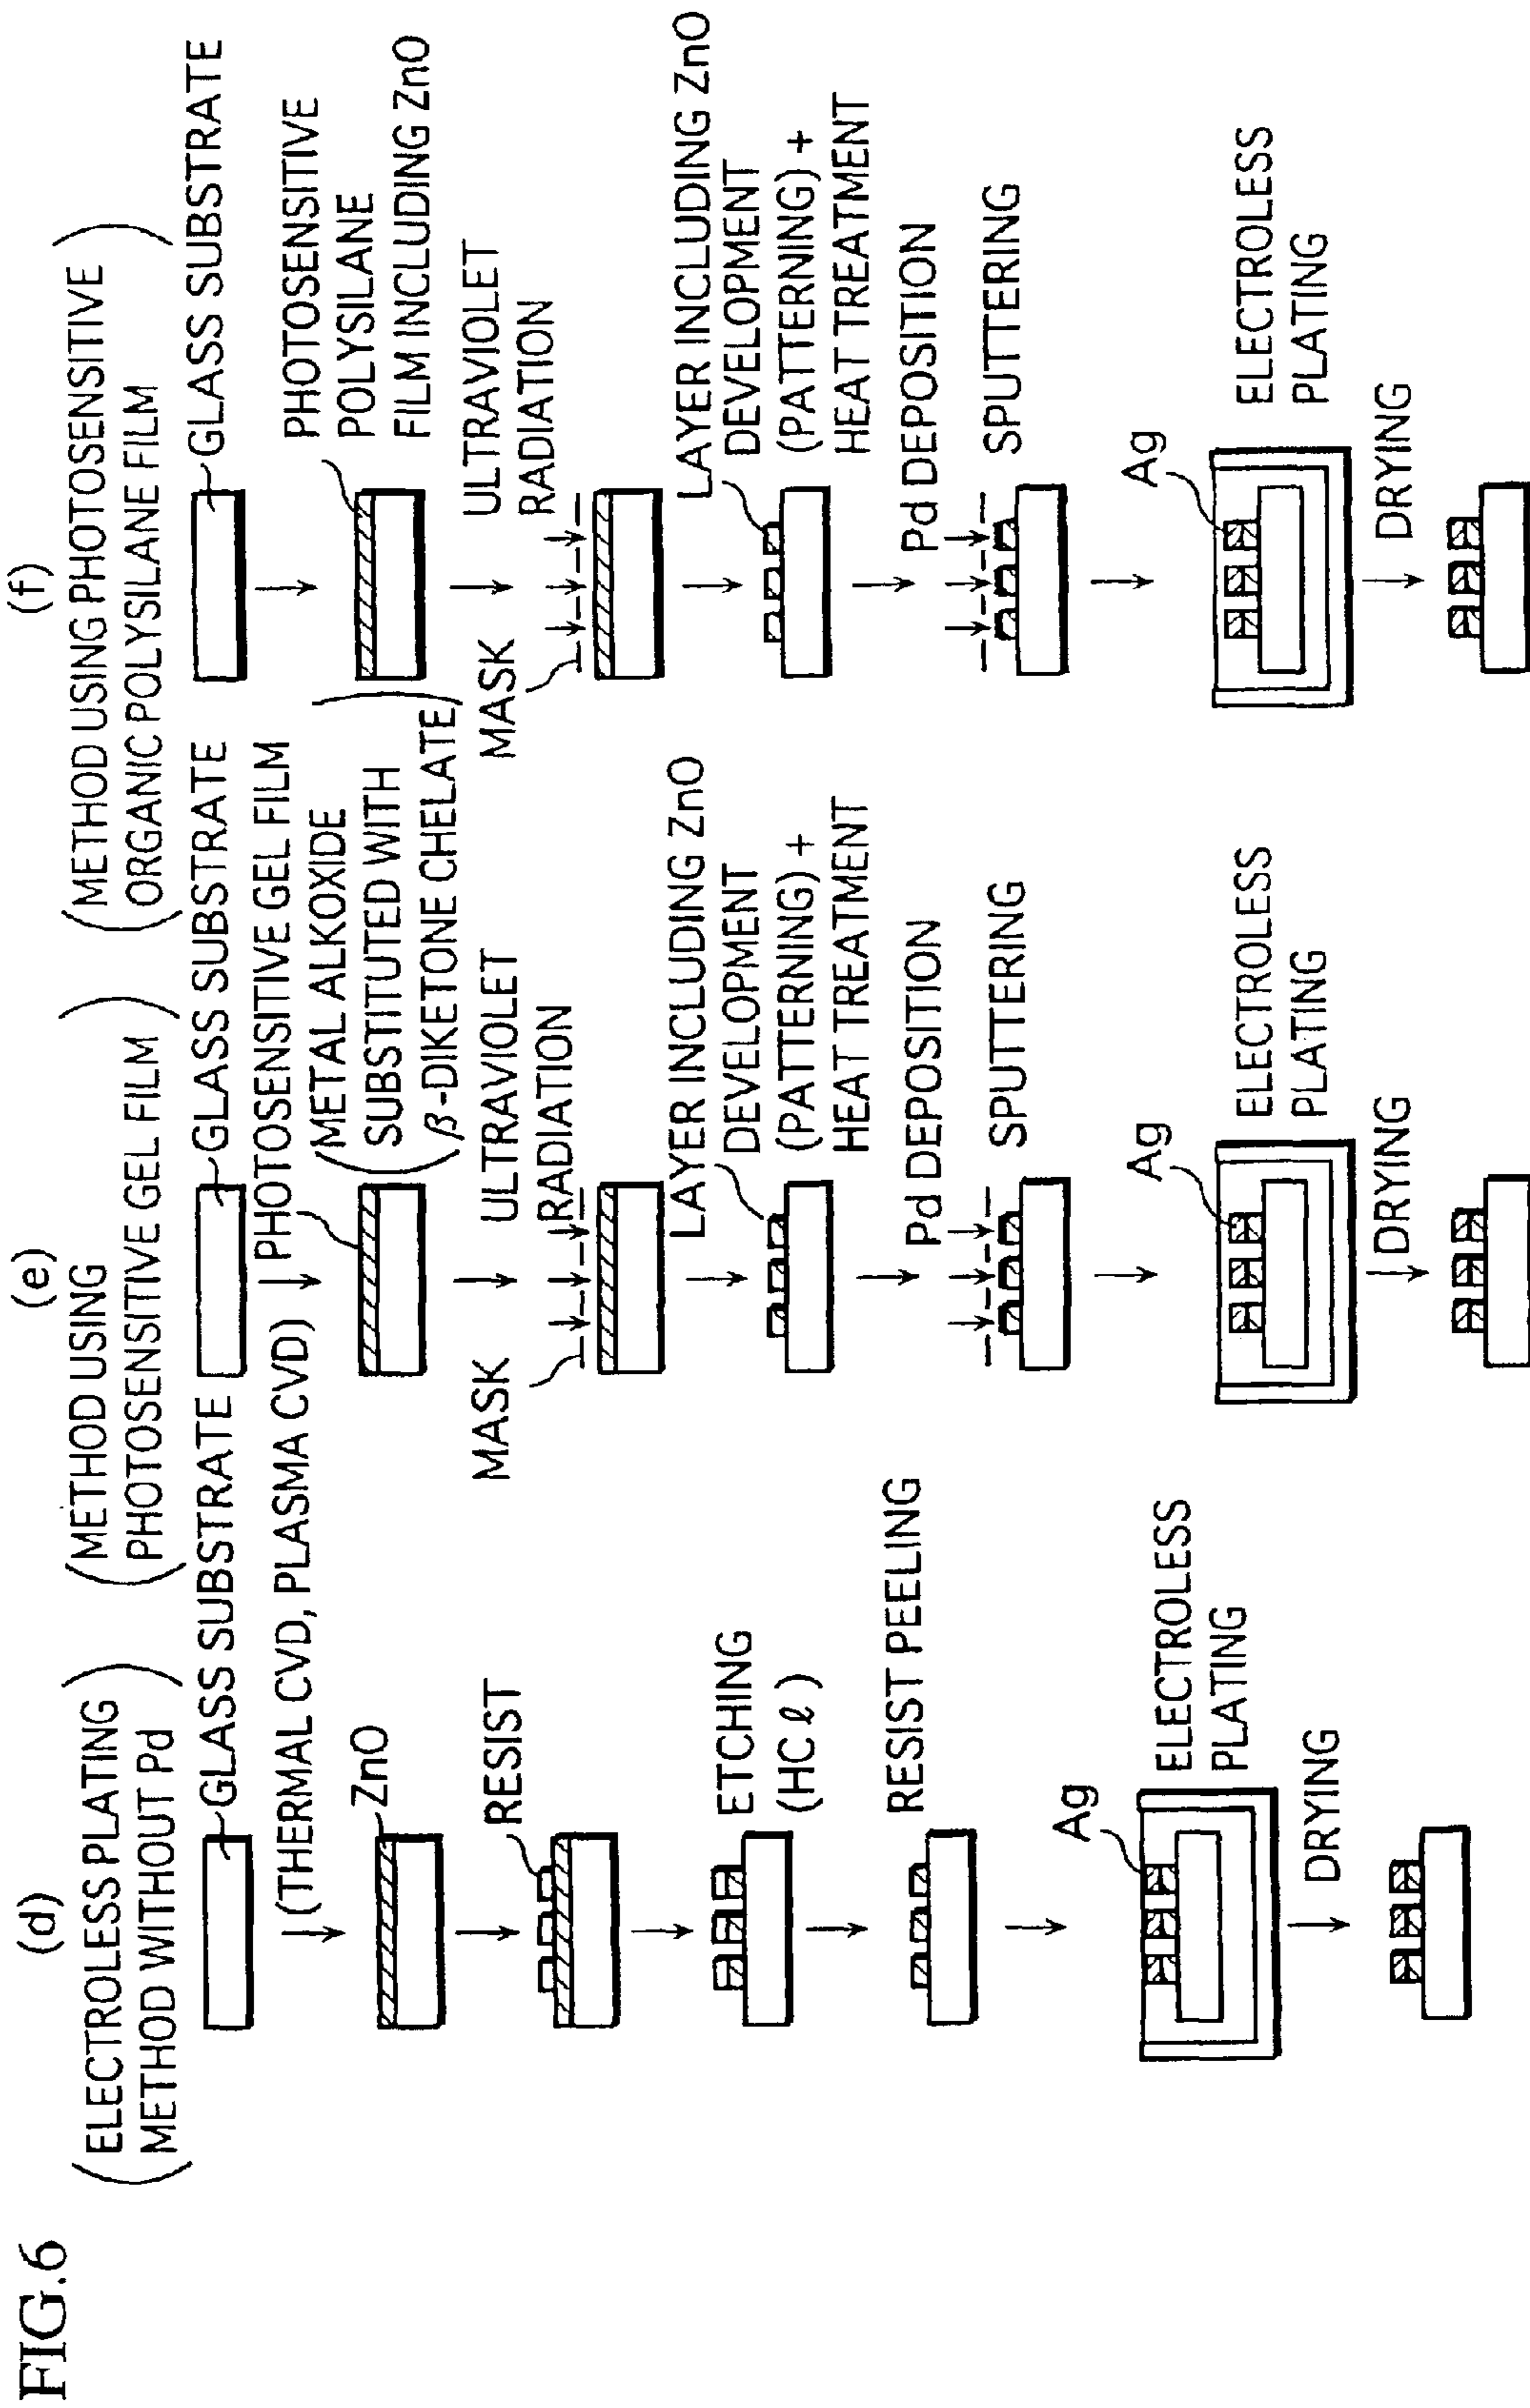 FIG.6
(d)
(ELECTROLESS PLATING
METHOD WITHOUT Pd)
GLASS SUBSTRATE
(THERMAL CVD, PLASMA CVD)
ZnO
RESIST
ETCHING
(HCℓ)
RESIST PEELING
Ag
ELECTROLESS
PLATING
DRYING
(e)
(METHOD USING
PHOTOSENSITIVE GEL FILM)
GLASS SUBSTRATE
PHOTOSENSITIVE GEL FILM
(METAL ALKOXIDE
SUBSTITUTED WITH
β-DIKETONE CHELATE)
ULTRAVIOLET
RADIATION
MASK
LAYER INCLUDING ZnO
DEVELOPMENT
(PATTERNING) +
HEAT TREATMENT
Pd DEPOSITION
SPUTTERING
Ag
ELECTROLESS
PLATING
DRYING
(f)
(METHOD USING PHOTOSENSITIVE
ORGANIC POLYSILANE FILM)
GLASS SUBSTRATE
PHOTOSENSITIVE
POLYSILANE
FILM INCLUDING ZnO
ULTRAVIOLET
RADIATION
MASK
LAYER INCLUDING ZnO
DEVELOPMENT
(PATTERNING) +
HEAT TREATMENT
Pd DEPOSITION
SPUTTERING
Ag
ELECTROLESS
PLATING
DRYING